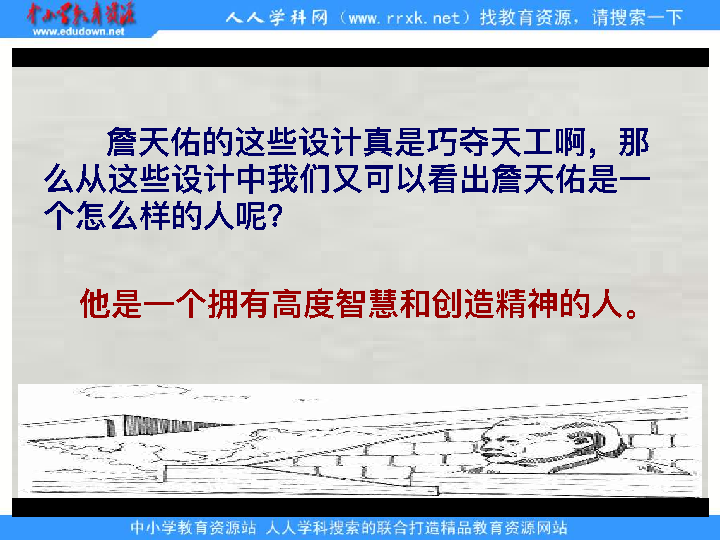 中小学教育资源
www.edudown.net
人人学科网（www.rrxk.net）找教育资源，请搜索一下
詹天佑的这些设计真是巧夺天工啊，那
么从这些设计中我们又可以看出詹天佑是一
个怎么样的人呢？
他是一个拥有高度智慧和创造精神的人。
中小学教育资源站 人人学科搜索的联合打造精品教育资源网站